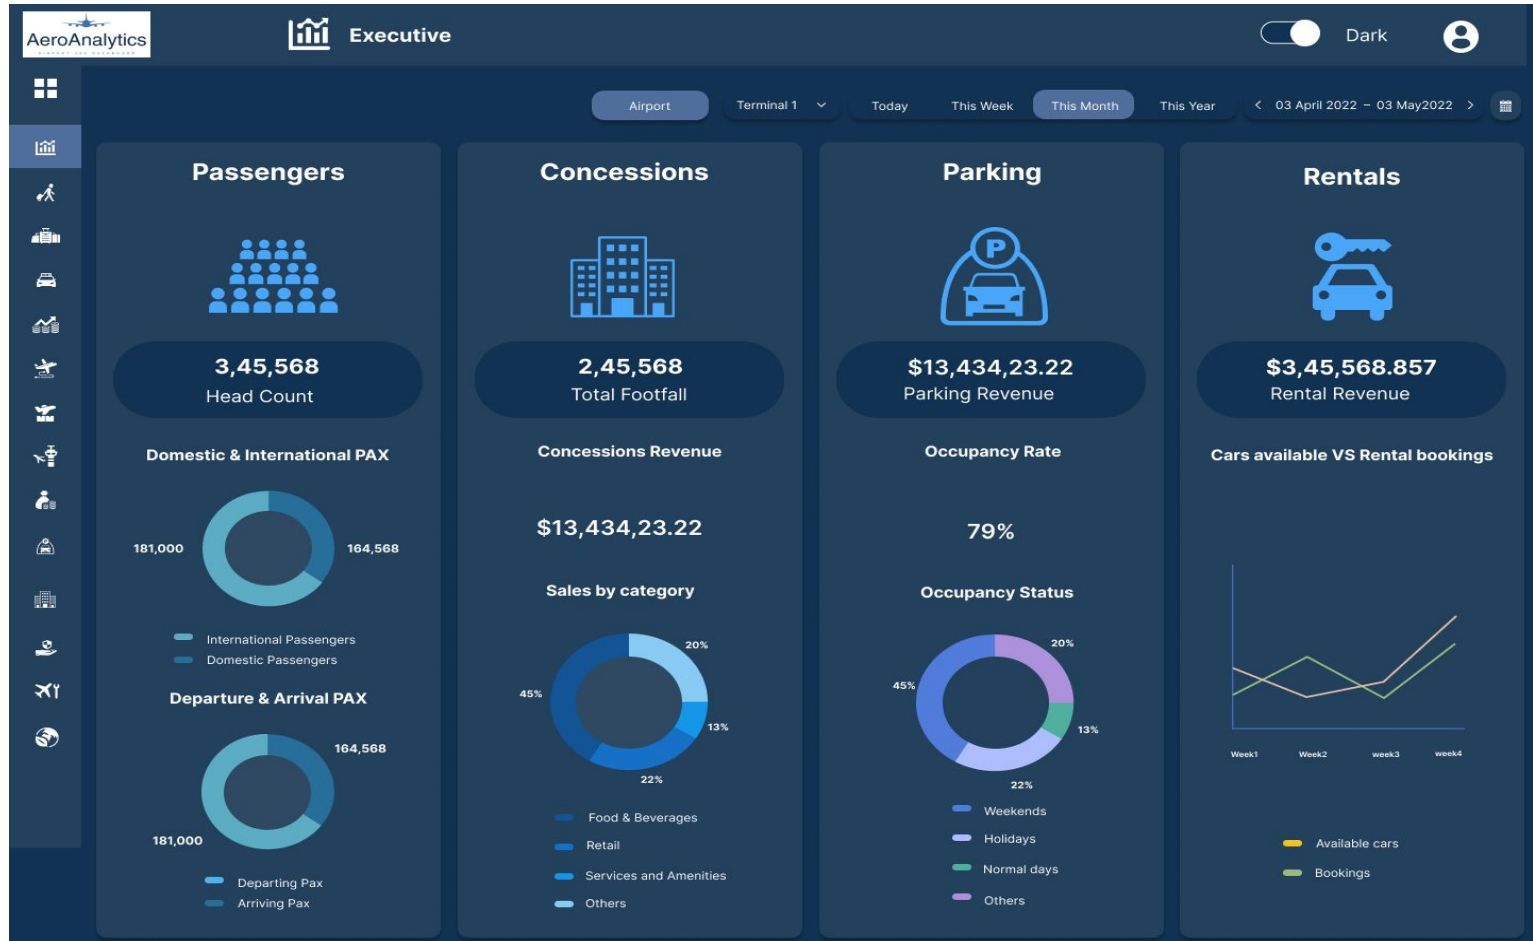 AeroAnalytics
Executive
Dark
Airport
Terminal 1
Today
This Week
This Month
This Year
< 03 April 2022 – 03 May2022 >
Passengers
3,45,568
Head Count
Domestic & International PAX
181,000
164,568
International Passengers
Domestic Passengers
Departure & Arrival PAX
164,568
181,000
Departing Pax
Arriving Pax
Concessions
2,45,568
Total Footfall
Concessions Revenue
$13,434,23.22
Sales by category
20%
45%
13%
22%
Food & Beverages
Retail
Services and Amenities
Others
Parking
P
$13,434,23.22
Parking Revenue
Occupancy Rate
79%
Occupancy Status
20%
45%
13%
22%
Weekends
Holidays
Normal days
Others
Rentals
$3,45,568.857
Rental Revenue
Cars available VS Rental bookings
Week1
Week2
week3
week4
Available cars
Bookings